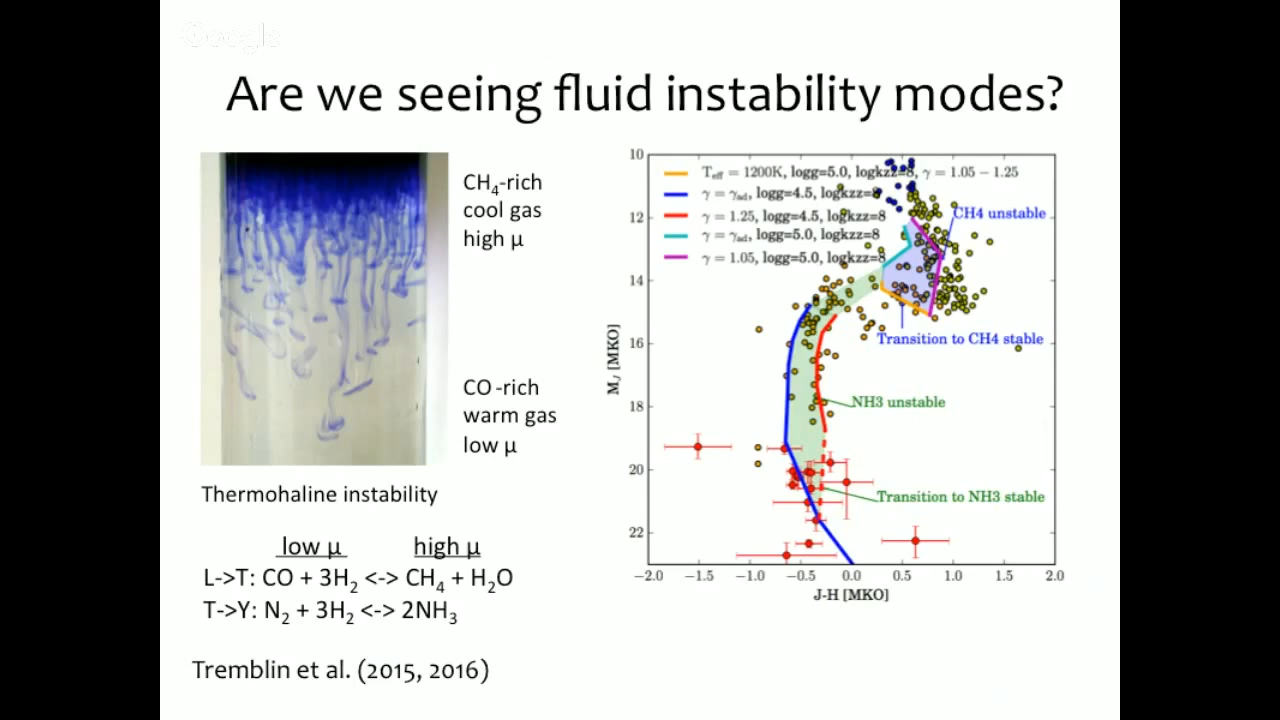 Google
Are we seeing fluid instability modes?
CH4-rich
cool gas
high μ
CO -rich
warm gas
low μ
Thermohaline instability
low μ high μ
L->T: CO + 3H2 <-> CH4 + H2O
T->Y: N2 + 3H2 <-> 2NH3
Tremblin et al. (2015, 2016)
Teff = 1200K, logg=5.0, logkzz=8, γ = 1.05 − 1.25
γ = γad, logg=4.5, logkzz=8
γ = 1.25, logg=4.5, logkzz=8
γ = γad, logg=5.0, logkzz=8
γ = 1.05, logg=5.0, logkzz=8
CH4 unstable
Transition to CH4 stable
NH3 unstable
Transition to NH3 stable
MJ [MKO]
10
12
14
16
18
20
22
−2.0 −1.5 −1.0 −0.5 0.0 0.5 1.0 1.5 2.0
J-H [MKO]